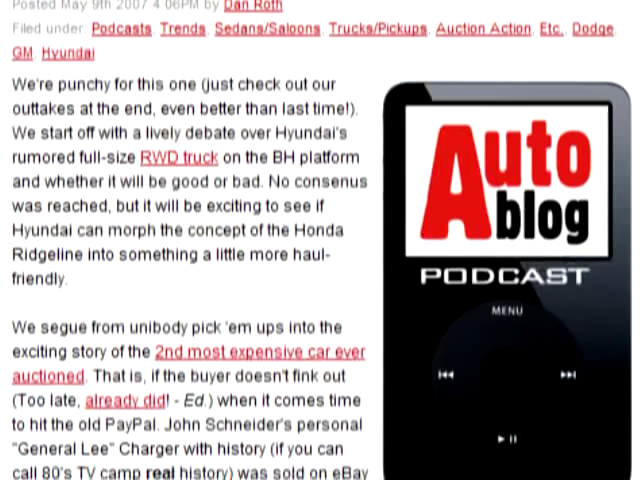 Posted May 9th 2007 4:06PM by Dan Roth
Filed under: Podcasts, Trends, Sedans/Saloons, Trucks/Pickups, Auction Action, Etc., Dodge,
GM, Hyundai
We're punchy for this one (just check out our
outtakes at the end, even better than last time!).
We start off with a lively debate over Hyundai's
rumored full-size RWD truck on the BH platform
and whether it will be good or bad. No consenus
was reached, but it will be exciting to see if
Hyundai can morph the concept of the Honda
Ridgeline into something a little more haul-
friendly.
We segue from unibody pick 'em ups into the
exciting story of the 2nd most expensive car ever
auctioned. That is, if the buyer doesn't fink out
(Too late, already did! - Ed.) when it comes time
to hit the old PayPal. John Schneider's personal
"General Lee" Charger with history (if you can
call 80's TV camp real history) was sold on eBay
Auto
blog
PODCAST
MENU